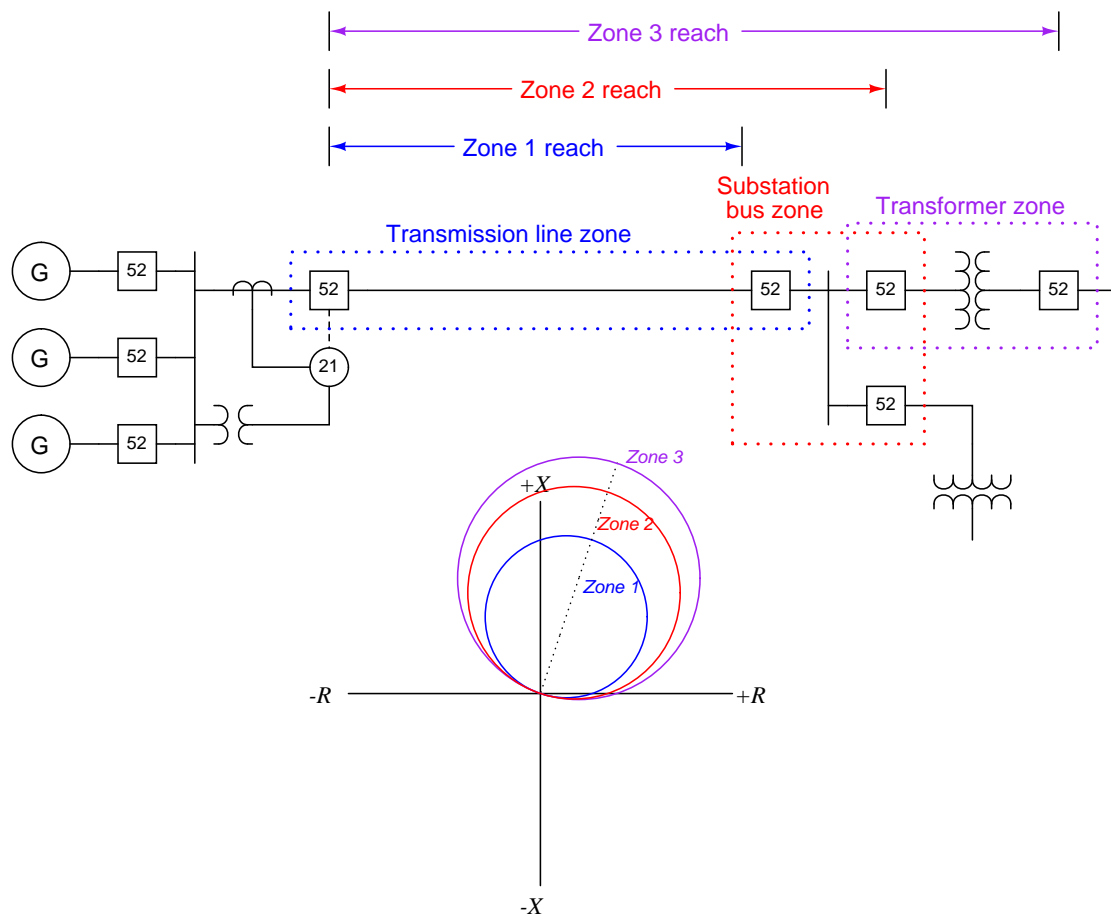 Zone 3 reach
Zone 2 reach
Zone 1 reach
Substation
bus zone
Transformer zone
Transmission line zone
G
52
52
52
52
52
G
52
21
52
G
52
Zone 3
+X
Zone 2
Zone 1
-R
+R
-X